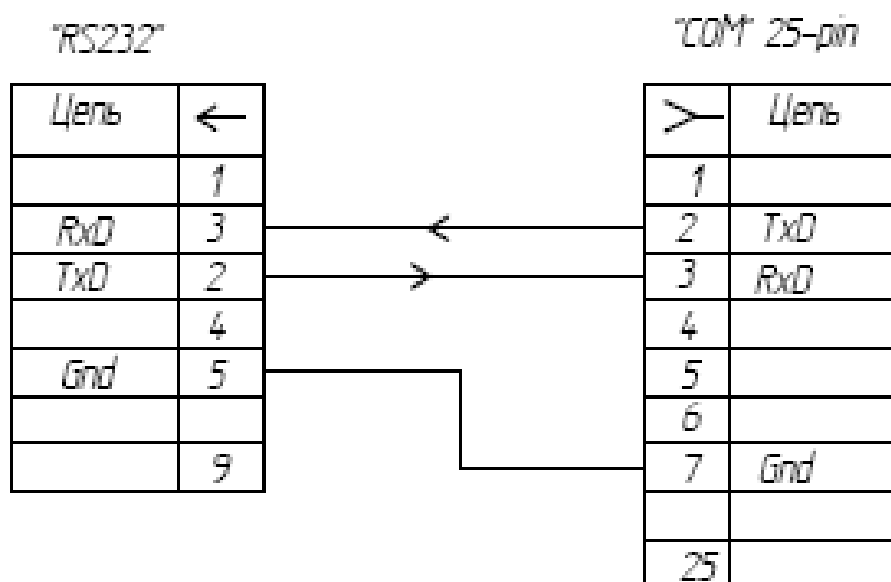 "RS232"
"COM" 25-pin
Цепь
1
RxD 3
TxD 2
4
Gnd 5
9
Цепь
1
2 TxD
3 RxD
4
5
6
7 Gnd
25